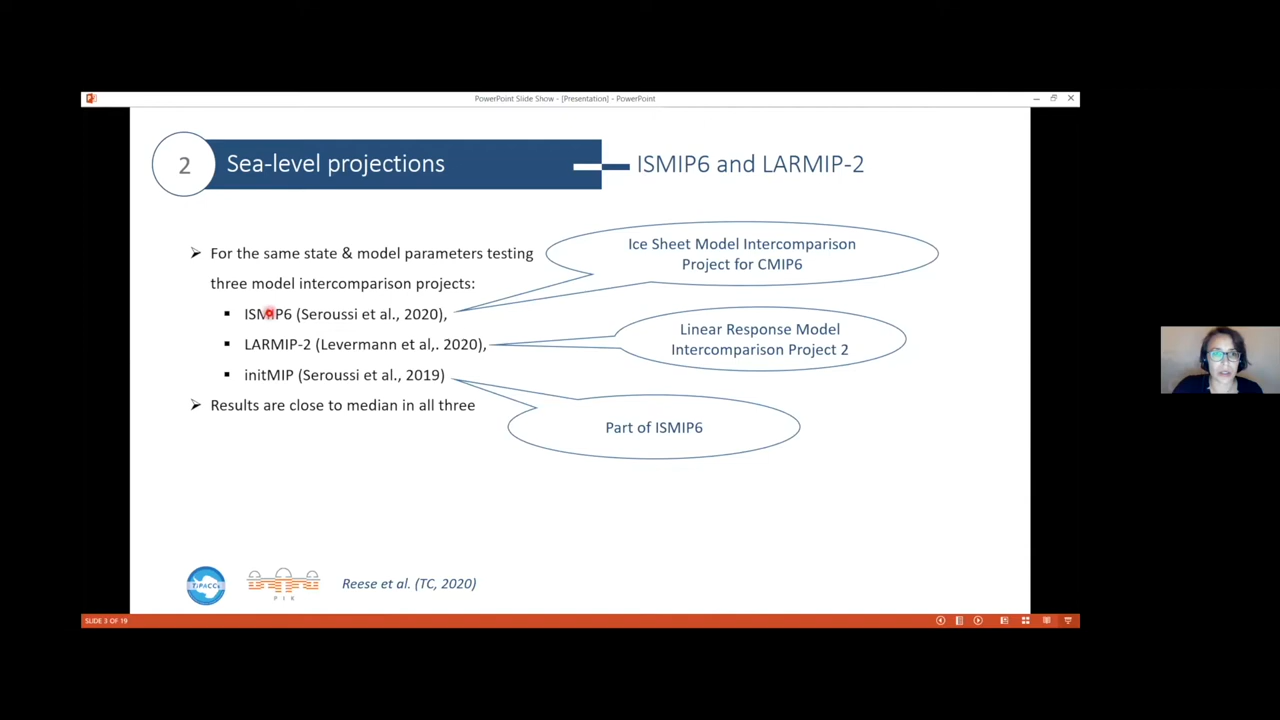 PowerPoint Slide Show - [Presentation] - PowerPoint
2
Sea-level projections
ISMIP6 and LARMIP-2
➢ For the same state & model parameters testing
three model intercomparison projects:
▪ ISMIP6 (Seroussi et al., 2020),
▪ LARMIP-2 (Levermann et al,. 2020),
▪ initMIP (Seroussi et al., 2019)
➢ Results are close to median in all three
Ice Sheet Model Intercomparison
Project for CMIP6
Linear Response Model
Intercomparison Project 2
Part of ISMIP6
TiPACCs
PIK
Reese et al. (TC, 2020)
SLIDE 3 OF 19